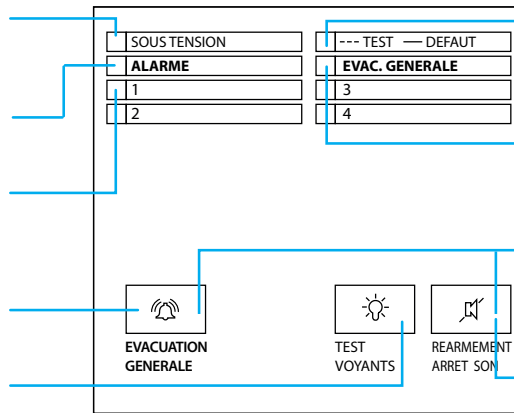 SOUS TENSION
--- TEST — DEFAUT
ALARME
EVAC. GENERALE
1
3
2
4
EVACUATION
GENERALE
TEST
VOYANTS
REARMEMENT
ARRET SON